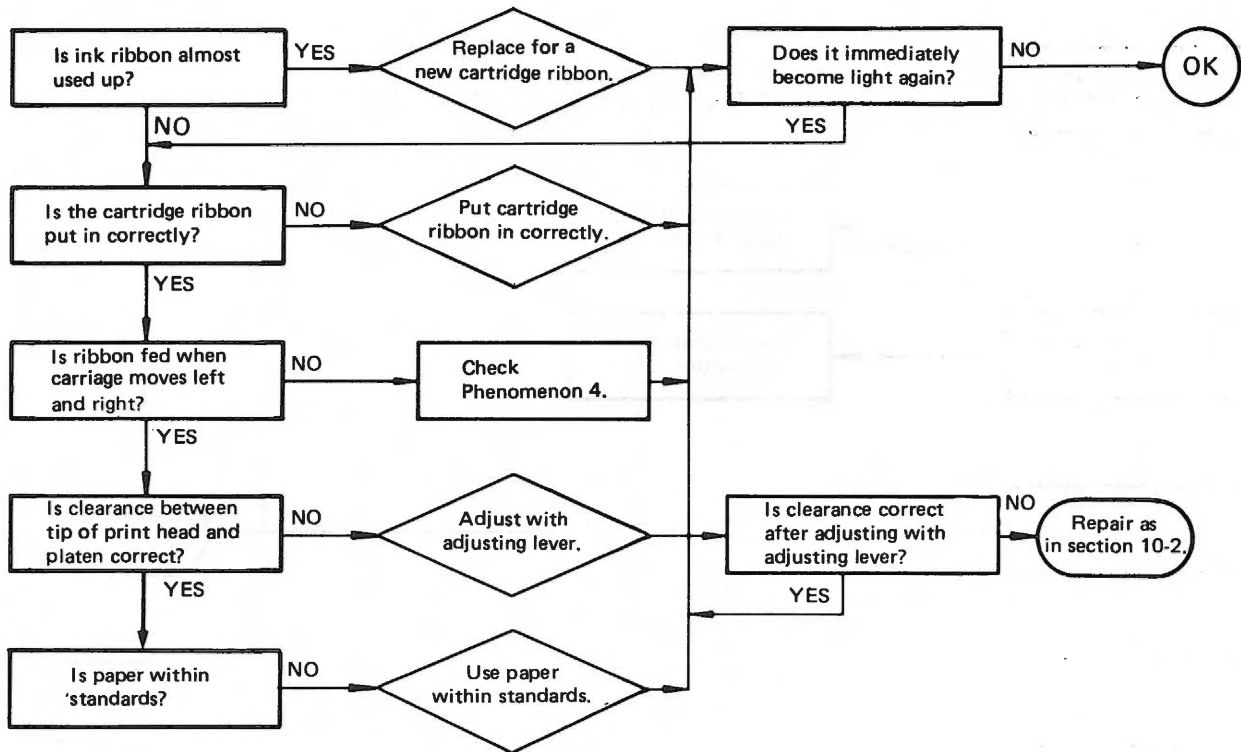 Is ink ribbon almost
used up?
YES
Replace for a
new cartridge ribbon.
Does it immediately
become light again?
NO
OK
NO
YES
Is the cartridge ribbon
put in correctly?
NO
Put cartridge
ribbon in correctly.
YES
Is ribbon fed when
carriage moves left
and right?
NO
Check
Phenomenon 4.
YES
Is clearance between
tip of print head and
platen correct?
NO
Adjust with
adjusting lever.
Is clearance correct
after adjusting with
adjusting lever?
NO
Repair as
in section 10-2.
YES
YES
Is paper within
standards?
NO
Use paper
within standards.